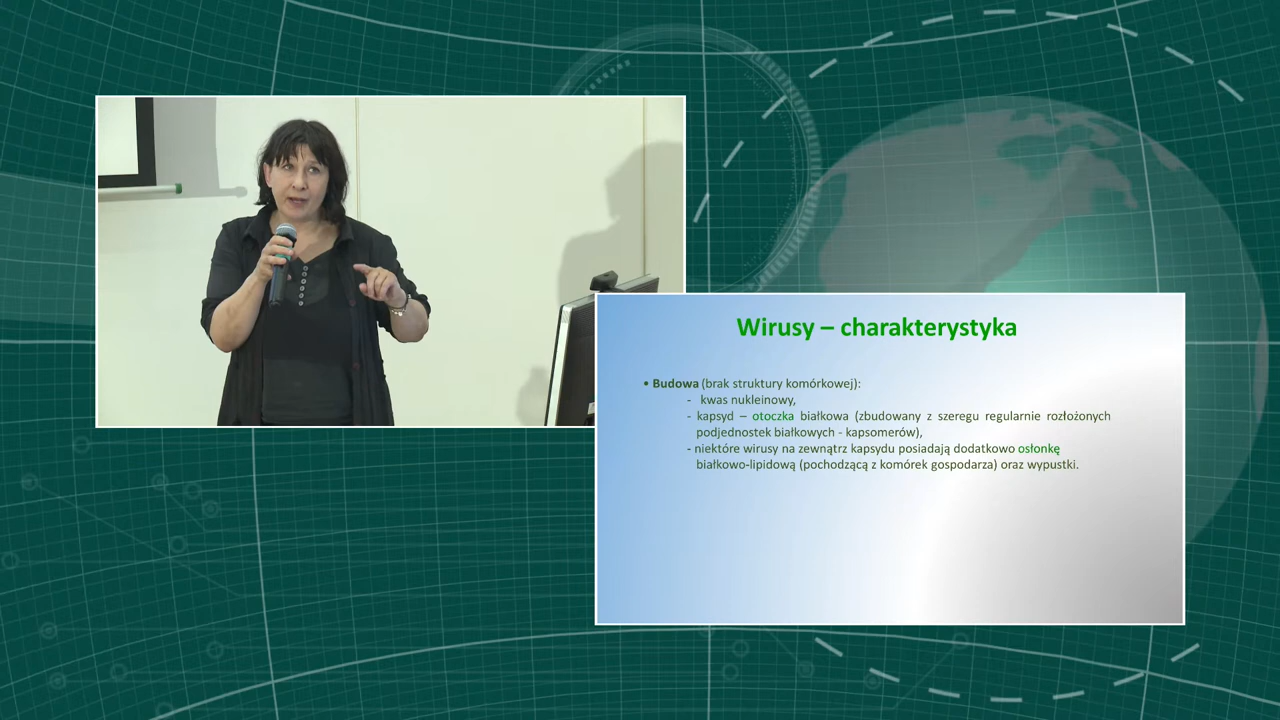 Wirusy – charakterystyka
• Budowa (brak struktury komórkowej):
- kwas nukleinowy,
- kapsyd – otoczka białkowa (zbudowany z szeregu regularnie rozłożonych
podjednostek białkowych - kapsomerów),
- niektóre wirusy na zewnątrz kapsydu posiadają dodatkowo osłonkę
białkowo-lipidową (pochodzącą z komórek gospodarza) oraz wypustki.